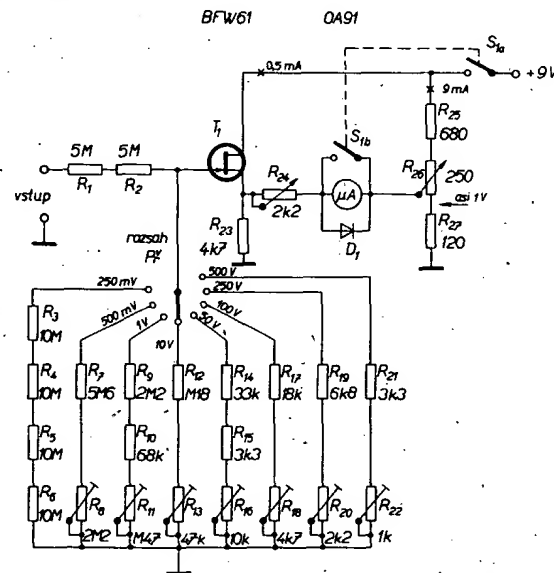 BFW61 OA91
S1a
+9V
0,5 mA
9 mA
R25
680
S1b
T1
5M 5M
R1 R2
vstup
R24
2k2
µA
D1
R26
250
asi 1V
R27
120
R23
4k7
rozsah
Př
250 mV
500 mV
1V
10V
50V
100V
250V
500V
R3
10M
R4
10M
R5
10M
R6
10M
R7
5M6
R8
2M2
R9
2M2
R10
68k
R11
M47
R12
M18
R13
47k
R14
33k
R15
3k3
R16
10k
R17
18k
R18
4k7
R19
6k8
R20
2k2
R21
3k3
R22
1k